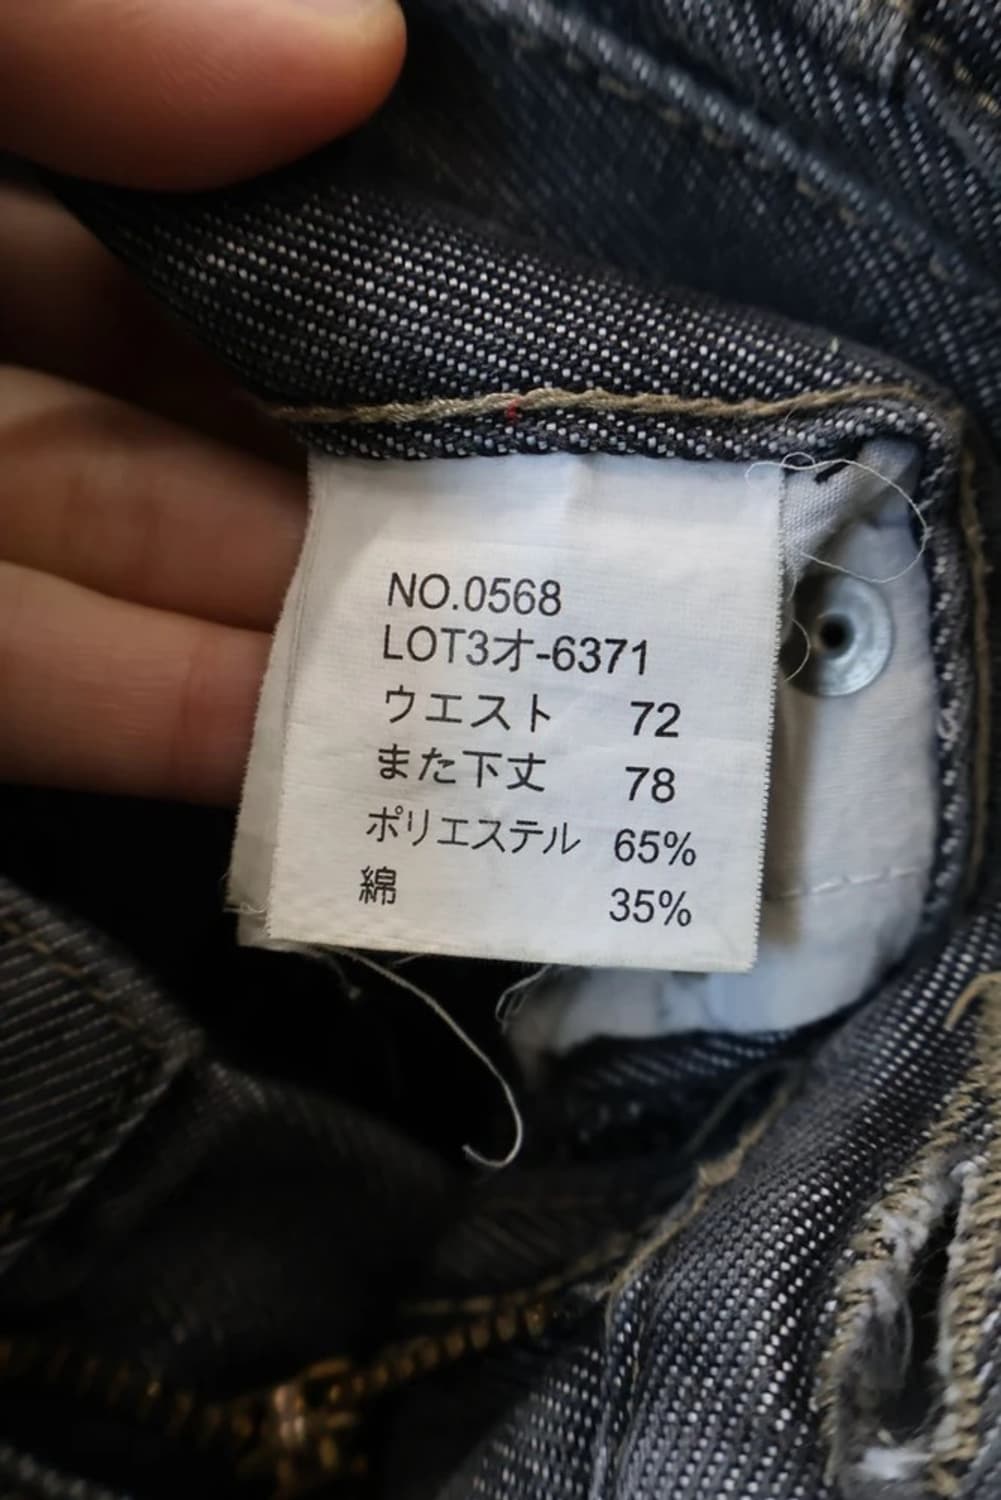 NO.0568
LOT3オ-6371
ウエスト 72
また下丈 78
ポリエステル 65%
綿 35%